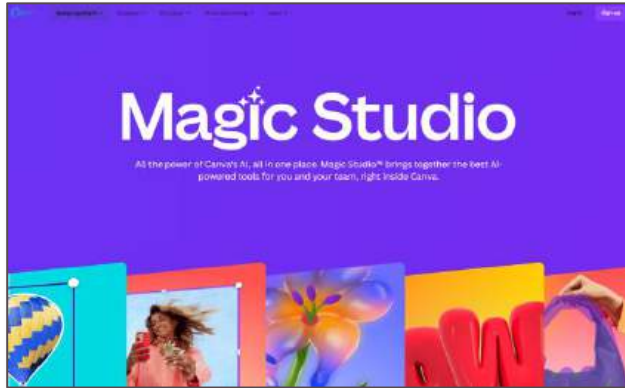 Magic Studio
All the power of Canva's AI, all in one place. Magic Studio™ brings together the best AI-
powered tools for you and your team, right inside Canva.